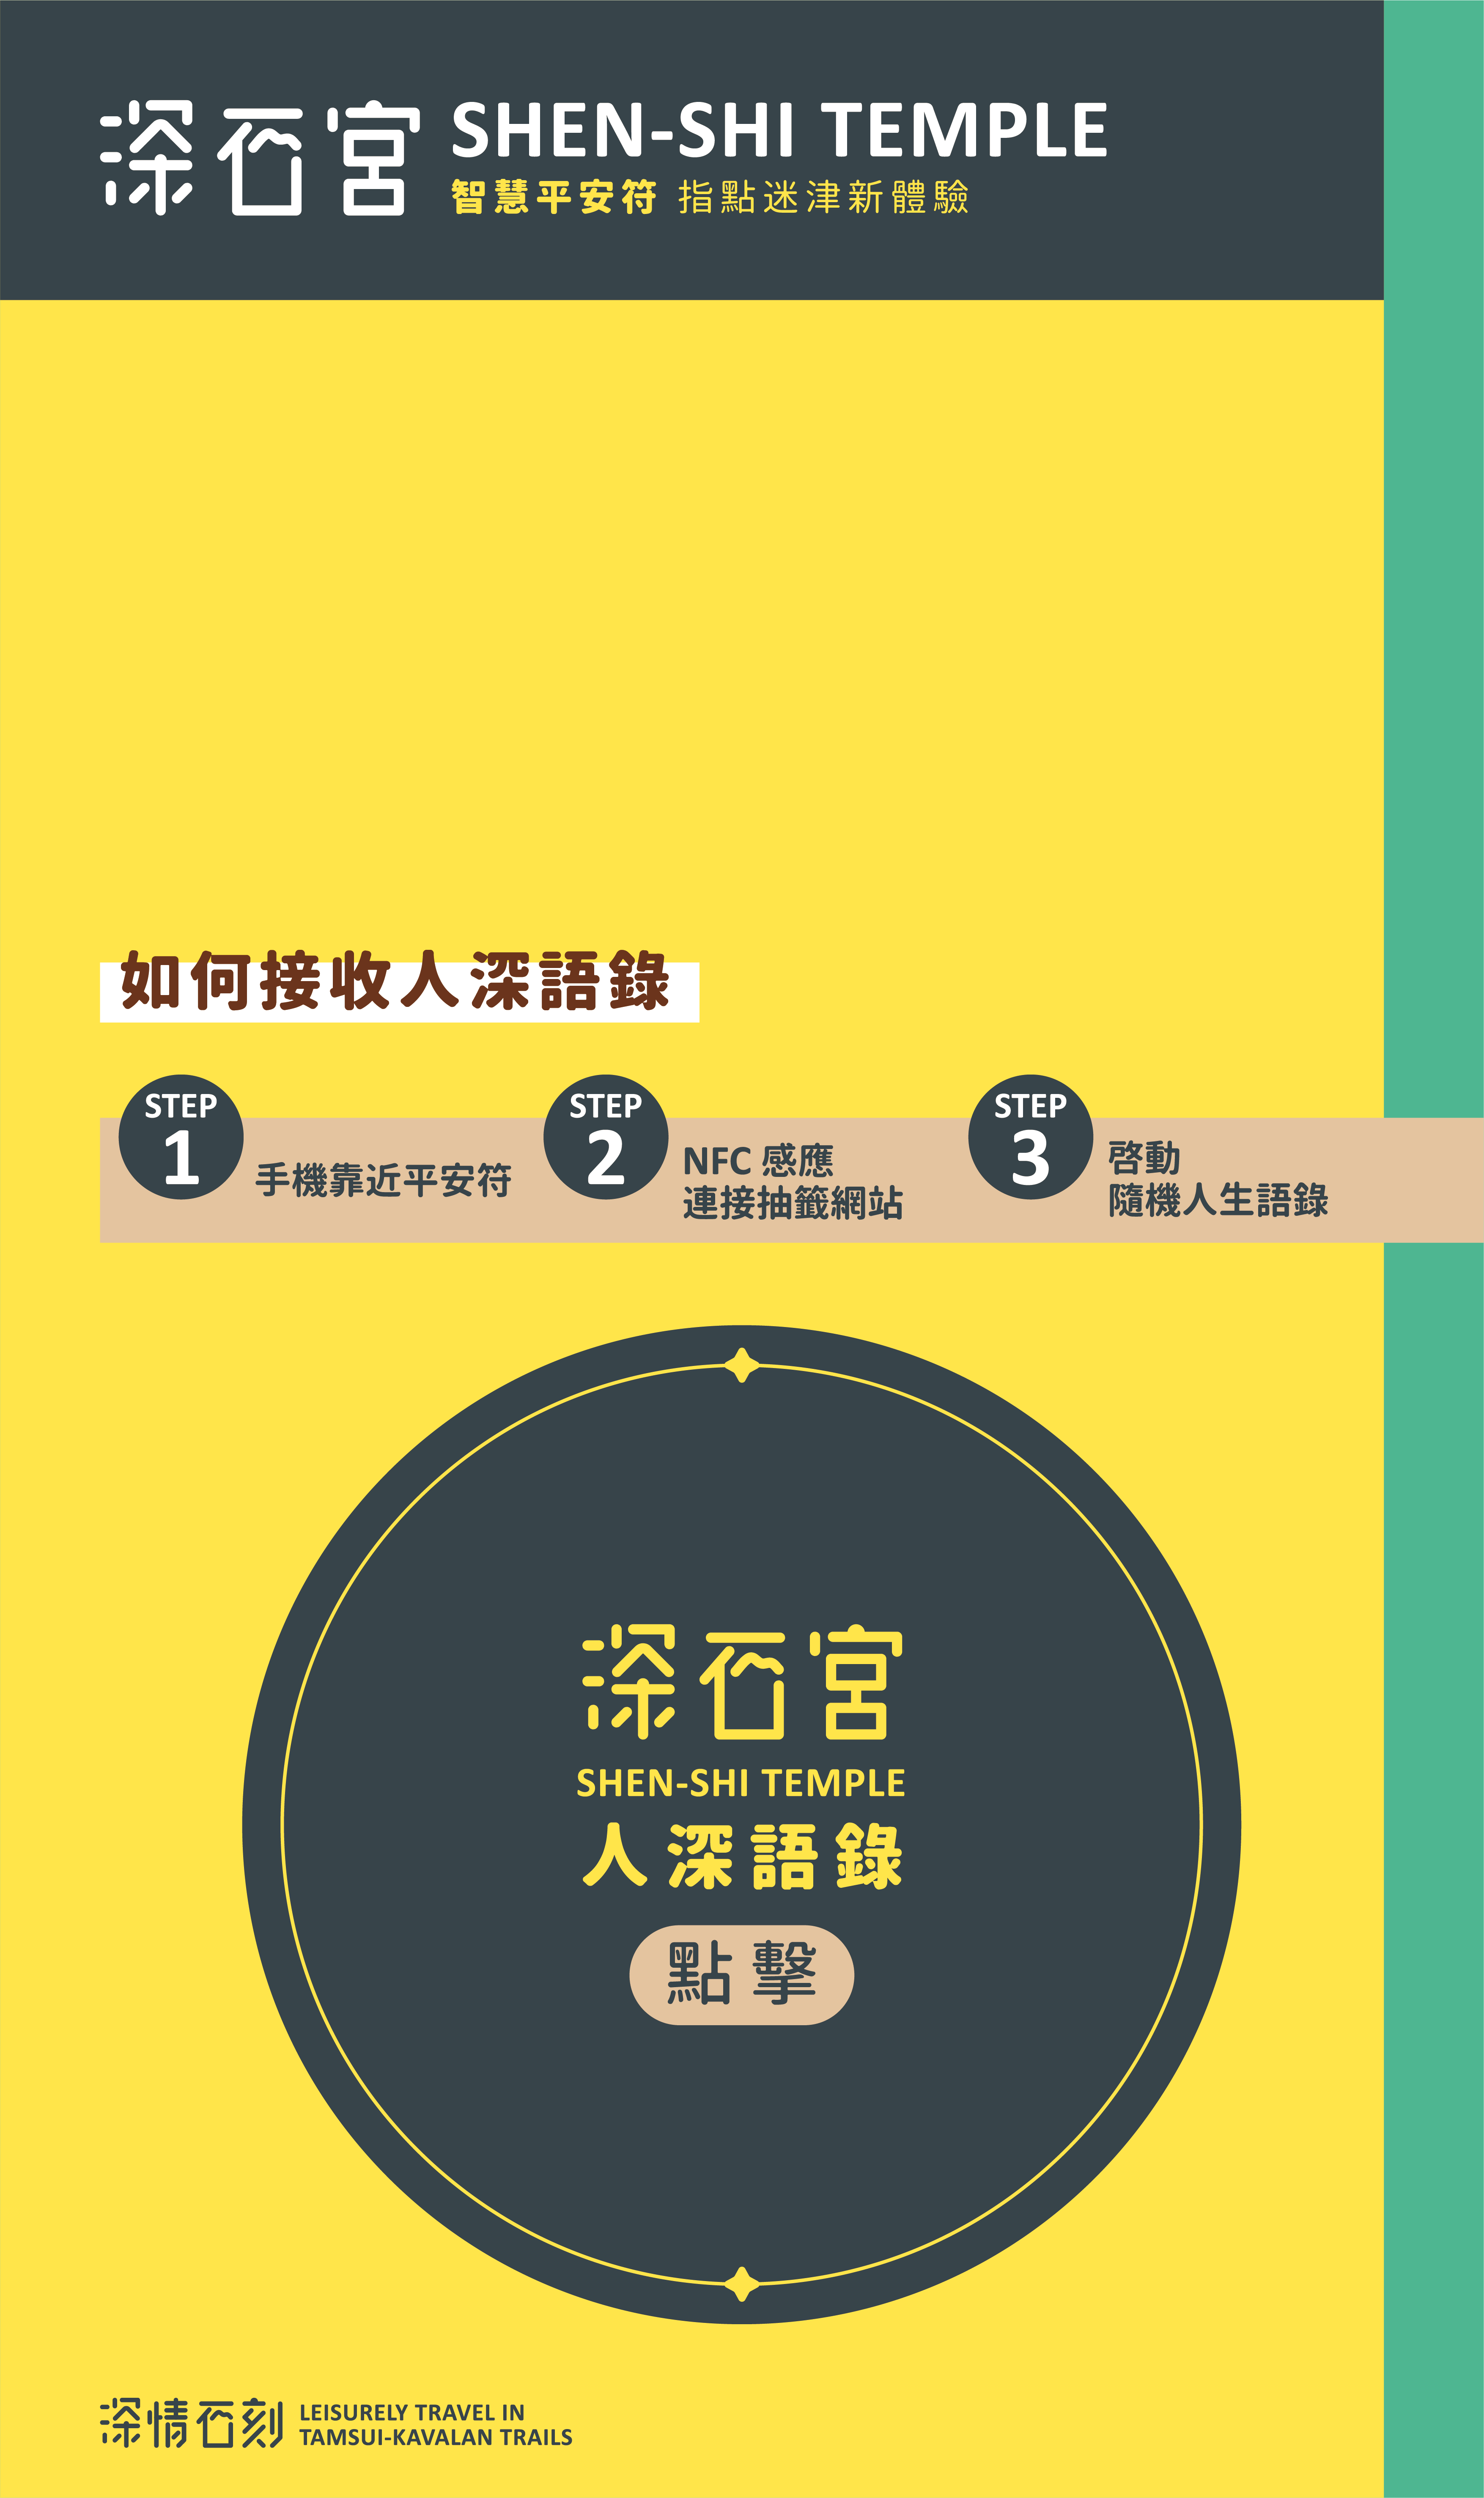 深石宮
SHEN-SHI TEMPLE
智慧平安符 指點迷津新體驗
如何接收人深語錄
STEP
1
手機靠近平安符
STEP
2
NFC 感應
連接抽籤網站
STEP
3
啓動
隨機人生語錄
深石宮
SHEN-SHI TEMPLE
人深語錄
點擊
深情石刻
LEISURELY TRAVEL IN
TAMSUI-KAVALAN TRAILS